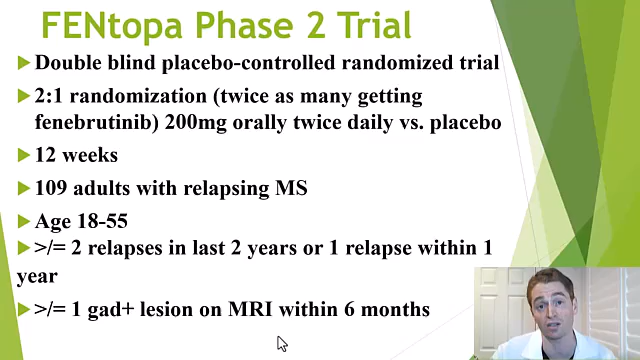 FENtopa Phase 2 Trial
Double blind placebo-controlled randomized trial
2:1 randomization (twice as many getting
fenebrutinib) 200mg orally twice daily vs. placebo
12 weeks
109 adults with relapsing MS
Age 18-55
>/= 2 relapses in last 2 years or 1 relapse within 1
year
>/= 1 gad+ lesion on MRI within 6 months